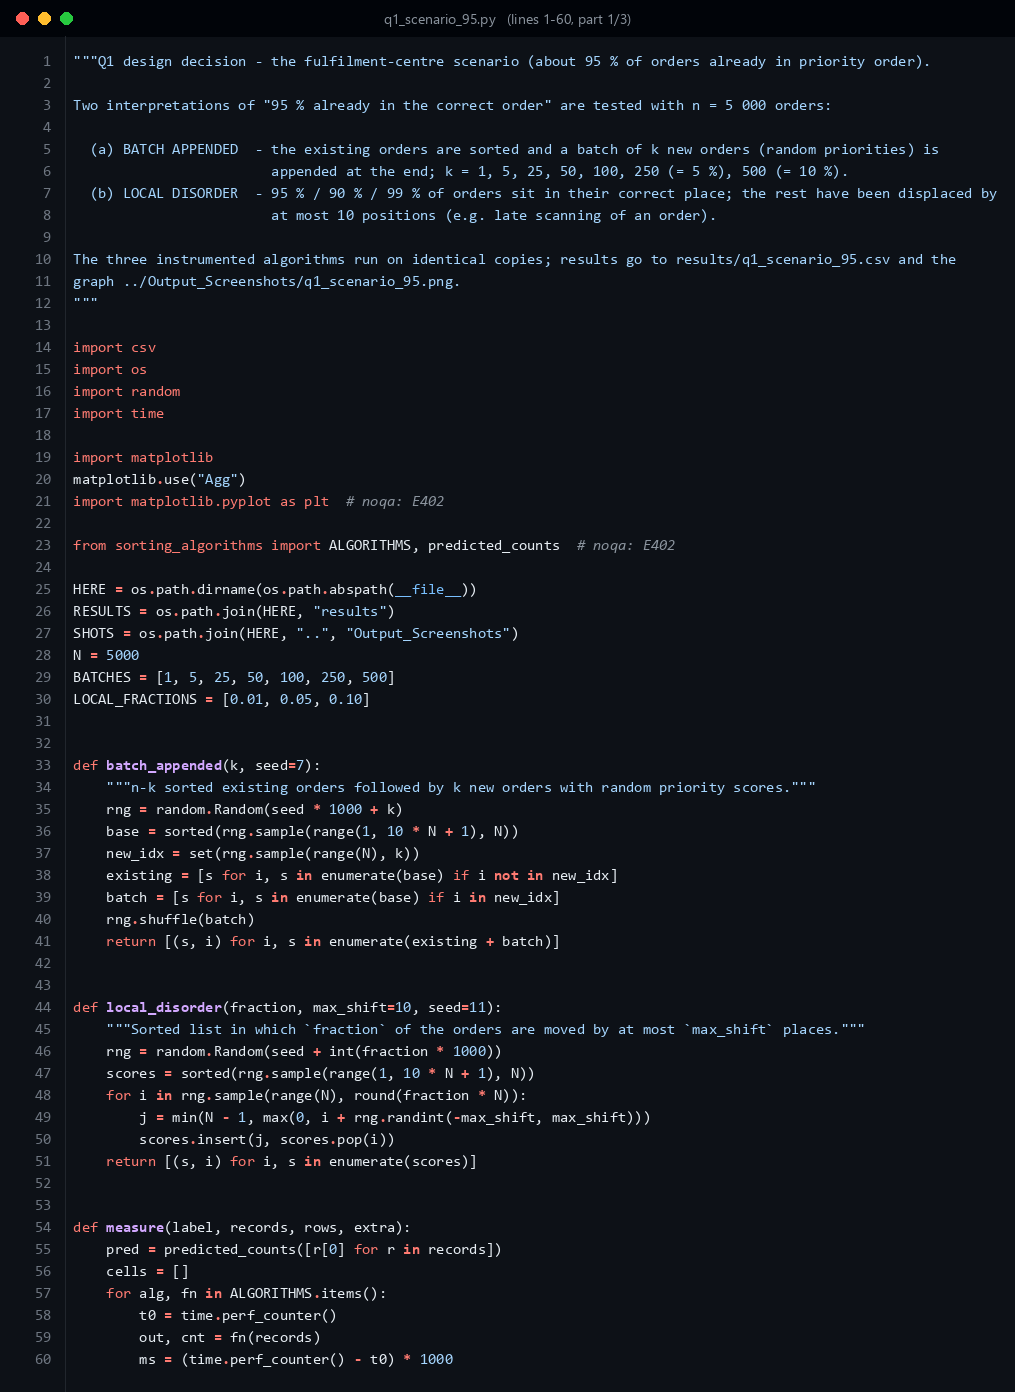 q1_scenario_95.py   (lines 1-60, part 1/3)
1 """Q1 design decision - the fulfilment-centre scenario (about 95 % of orders already in priority order).
2
3 Two interpretations of "95 % already in the correct order" are tested with n = 5 000 orders:
4
5   (a) BATCH APPENDED  - the existing orders are sorted and a batch of k new orders (random priorities) is
6                         appended at the end; k = 1, 5, 25, 50, 100, 250 (= 5 %), 500 (= 10 %).
7   (b) LOCAL DISORDER  - 95 % / 90 % / 99 % of orders sit in their correct place; the rest have been displaced by
8                         at most 10 positions (e.g. late scanning of an order).
9
10 The three instrumented algorithms run on identical copies; results go to results/q1_scenario_95.csv and the
11 graph ../Output_Screenshots/q1_scenario_95.png.
12 """
13
14 import csv
15 import os
16 import random
17 import time
18
19 import matplotlib
20 matplotlib.use("Agg")
21 import matplotlib.pyplot as plt  # noqa: E402
22
23 from sorting_algorithms import ALGORITHMS, predicted_counts  # noqa: E402
24
25 HERE = os.path.dirname(os.path.abspath(__file__))
26 RESULTS = os.path.join(HERE, "results")
27 SHOTS = os.path.join(HERE, "..", "Output_Screenshots")
28 N = 5000
29 BATCHES = [1, 5, 25, 50, 100, 250, 500]
30 LOCAL_FRACTIONS = [0.01, 0.05, 0.10]
31
32
33 def batch_appended(k, seed=7):
34     """n-k sorted existing orders followed by k new orders with random priority scores."""
35     rng = random.Random(seed * 1000 + k)
36     base = sorted(rng.sample(range(1, 10 * N + 1), N))
37     new_idx = set(rng.sample(range(N), k))
38     existing = [s for i, s in enumerate(base) if i not in new_idx]
39     batch = [s for i, s in enumerate(base) if i in new_idx]
40     rng.shuffle(batch)
41     return [(s, i) for i, s in enumerate(existing + batch)]
42
43
44 def local_disorder(fraction, max_shift=10, seed=11):
45     """Sorted list in which `fraction` of the orders are moved by at most `max_shift` places."""
46     rng = random.Random(seed + int(fraction * 1000))
47     scores = sorted(rng.sample(range(1, 10 * N + 1), N))
48     for i in rng.sample(range(N), round(fraction * N)):
49         j = min(N - 1, max(0, i + rng.randint(-max_shift, max_shift)))
50         scores.insert(j, scores.pop(i))
51     return [(s, i) for i, s in enumerate(scores)]
52
53
54 def measure(label, records, rows, extra):
55     pred = predicted_counts([r[0] for r in records])
56     cells = []
57     for alg, fn in ALGORITHMS.items():
58         t0 = time.perf_counter()
59         out, cnt = fn(records)
60         ms = (time.perf_counter() - t0) * 1000